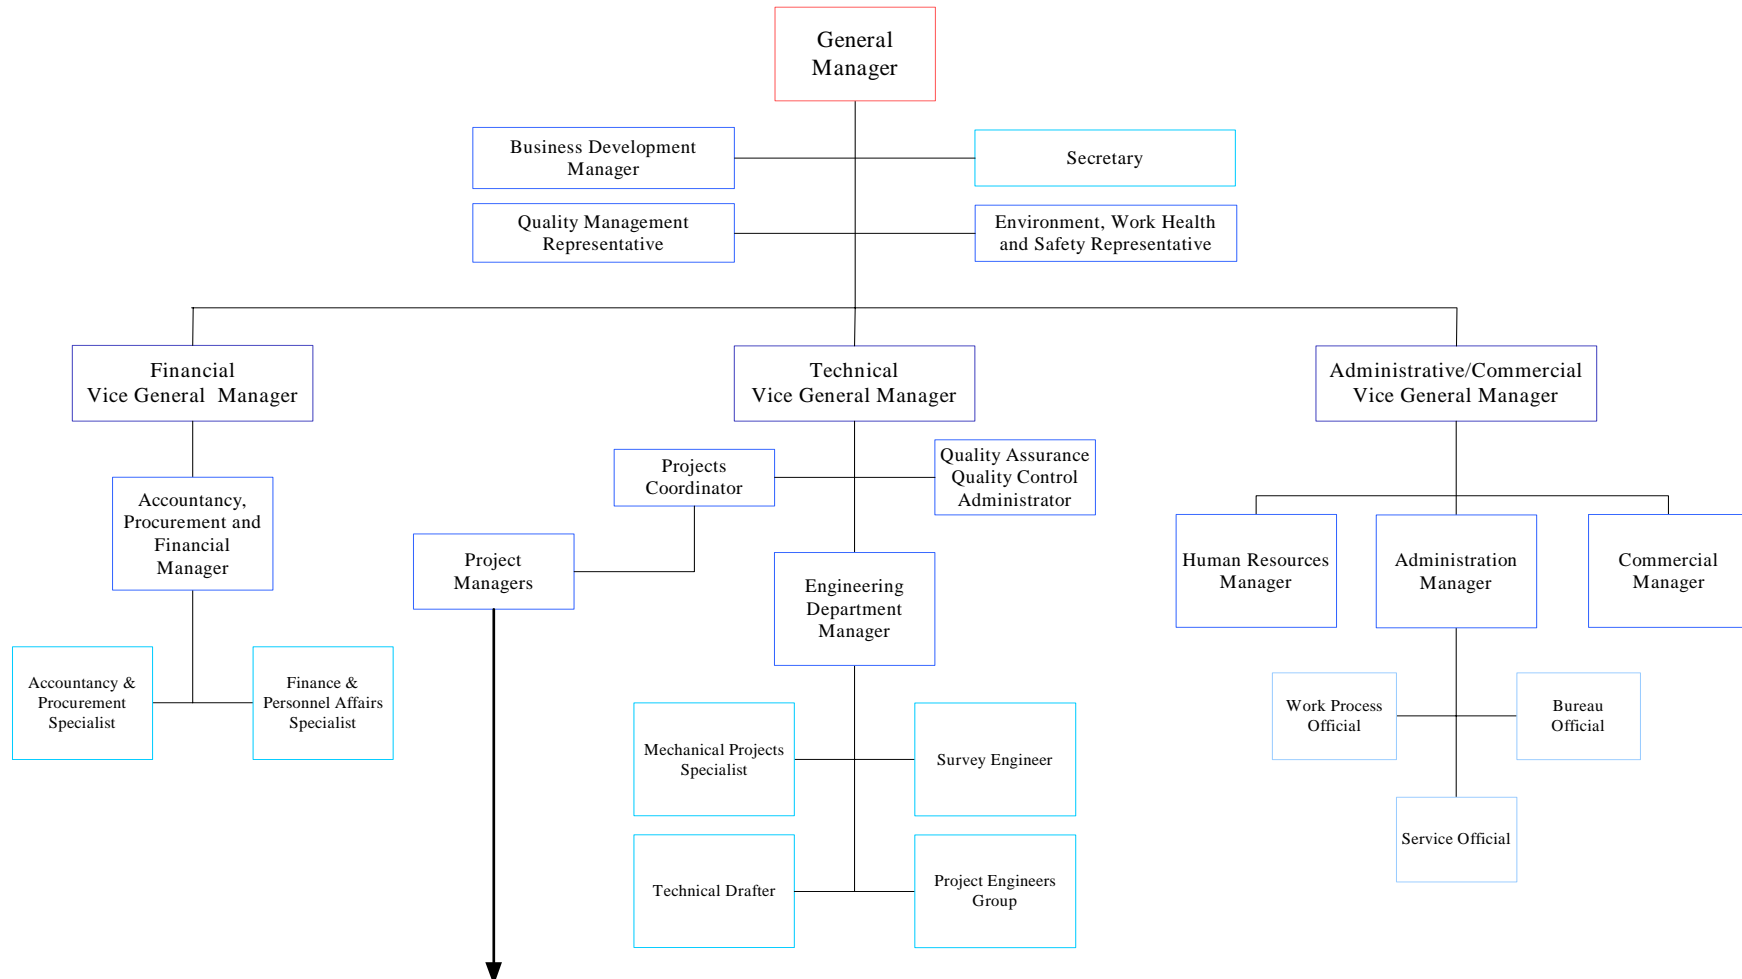 General
Manager
Business Development
Manager
Secretary
Quality Management
Representative
Environment, Work Health
and Safety Representative
Financial
Vice General  Manager
Technical
Vice General Manager
Administrative/Commercial
Vice General Manager
Projects
Coordinator
Quality Assurance
Quality Control
Administrator
Accountancy,
Procurement and
Financial
Manager
Project
Managers
Engineering
Department
Manager
Human Resources
Manager
Administration
Manager
Commercial
Manager
Accountancy &
Procurement
Specialist
Finance &
Personnel Affairs
Specialist
Mechanical Projects
Specialist
Survey Engineer
Work Process
Official
Bureau
Official
Service Official
Technical Drafter
Project Engineers
Group